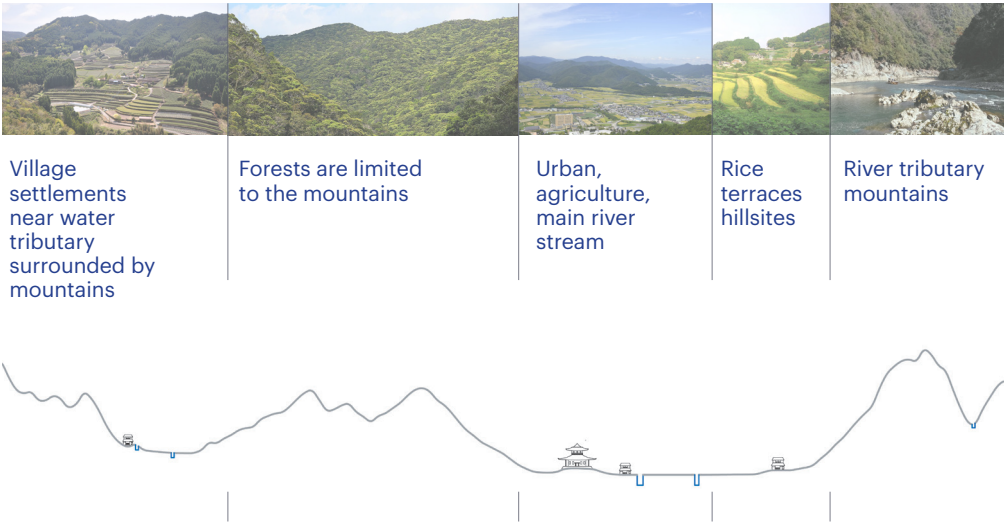 Village
settlements
near water
tributary
surrounded by
mountains
Forests are limited
to the mountains
Urban,
agriculture,
main river
stream
Rice
terraces
hillsites
River tributary
mountains